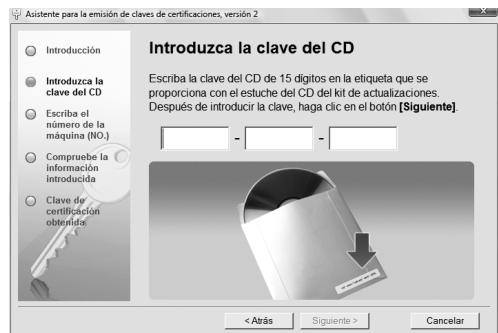 Asistente para la emisión de claves de certificaciones, versión 2
Introducción
Introduzca la
clave del CD
Escriba el
número de la
máquina (NO.)
Compruebe la
información
introducida
Clave de
certificación
obtenida
Introduzca la clave del CD
Escriba la clave del CD de 15 dígitos en la etiqueta que se
proporciona con el estuche del CD del kit de actualizaciones.
Después de introducir la clave, haga clic en el botón [Siguiente].
- -
< Atrás Siguiente > Cancelar